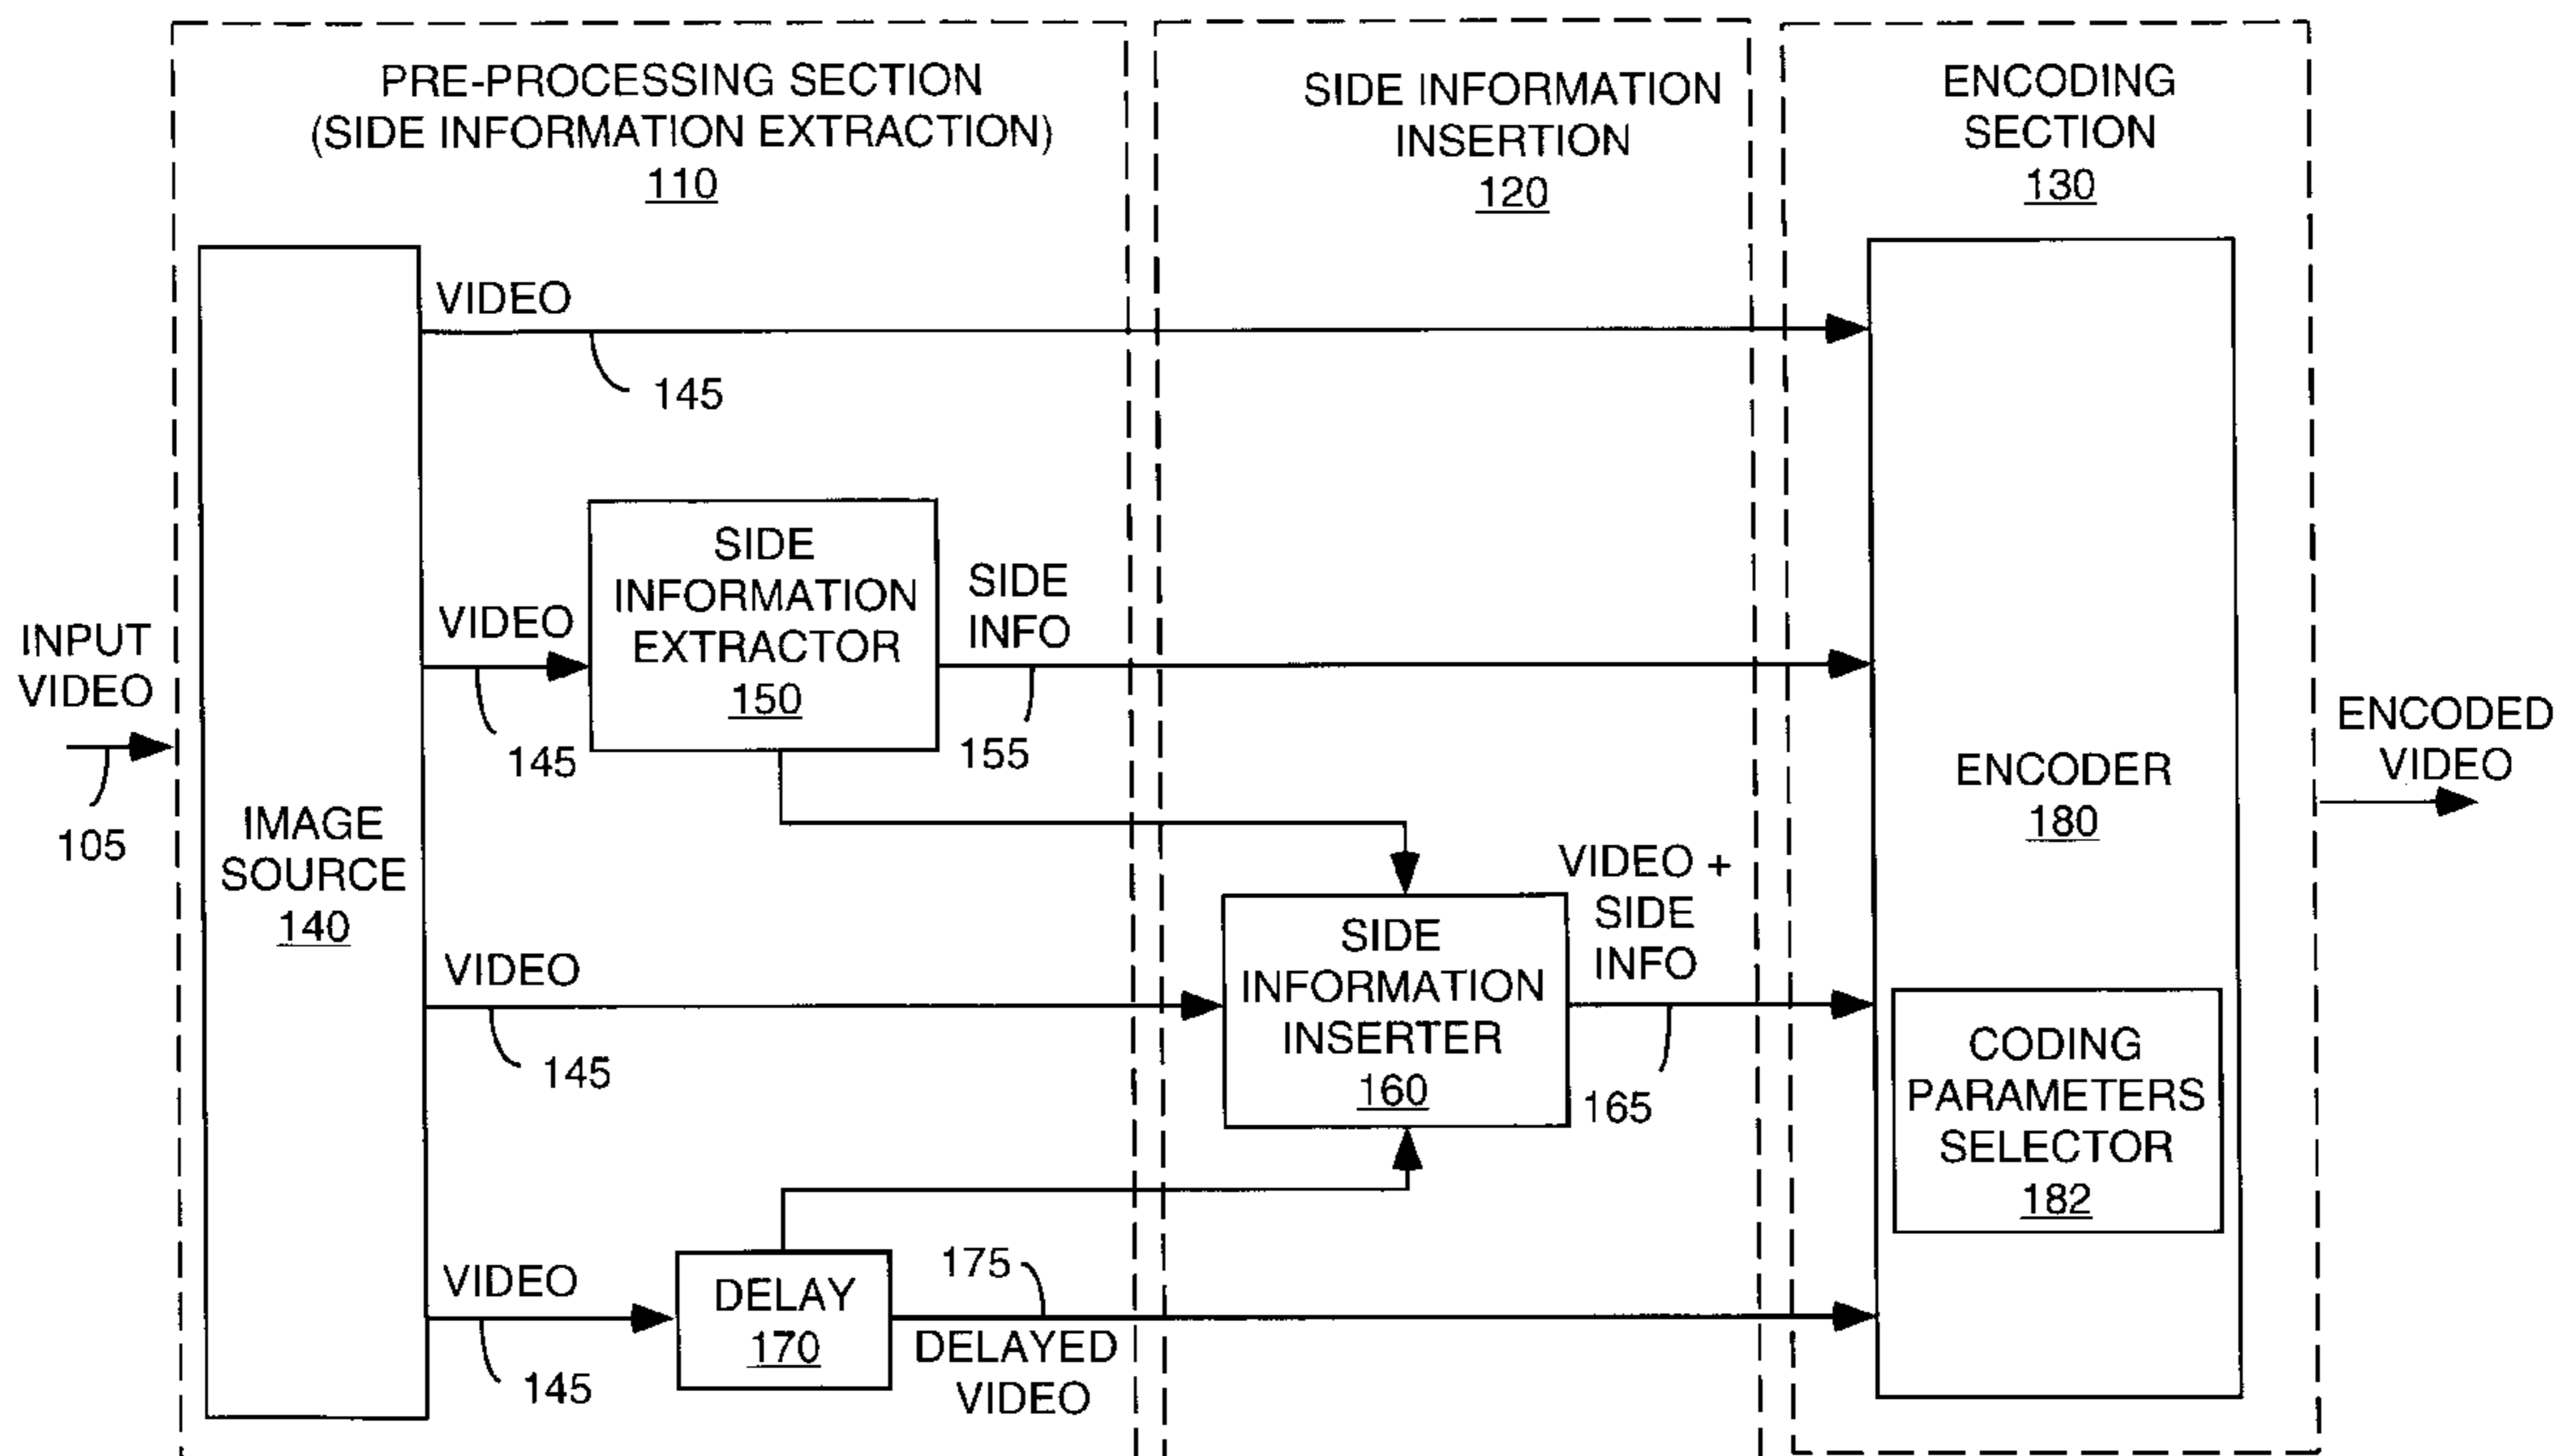 PRE-PROCESSING SECTION
(SIDE INFORMATION EXTRACTION)
110
SIDE INFORMATION
INSERTION
120
ENCODING
SECTION
130
VIDEO
145
SIDE
INFORMATION
EXTRACTOR
150
VIDEO
145
SIDE
INFO
155
INPUT
VIDEO
105
IMAGE
SOURCE
140
ENCODER
180
ENCODED
VIDEO
VIDEO +
SIDE
INFO
165
SIDE
INFORMATION
INSERTER
160
VIDEO
145
CODING
PARAMETERS
SELECTOR
182
VIDEO
145
DELAY
170
175
DELAYED
VIDEO